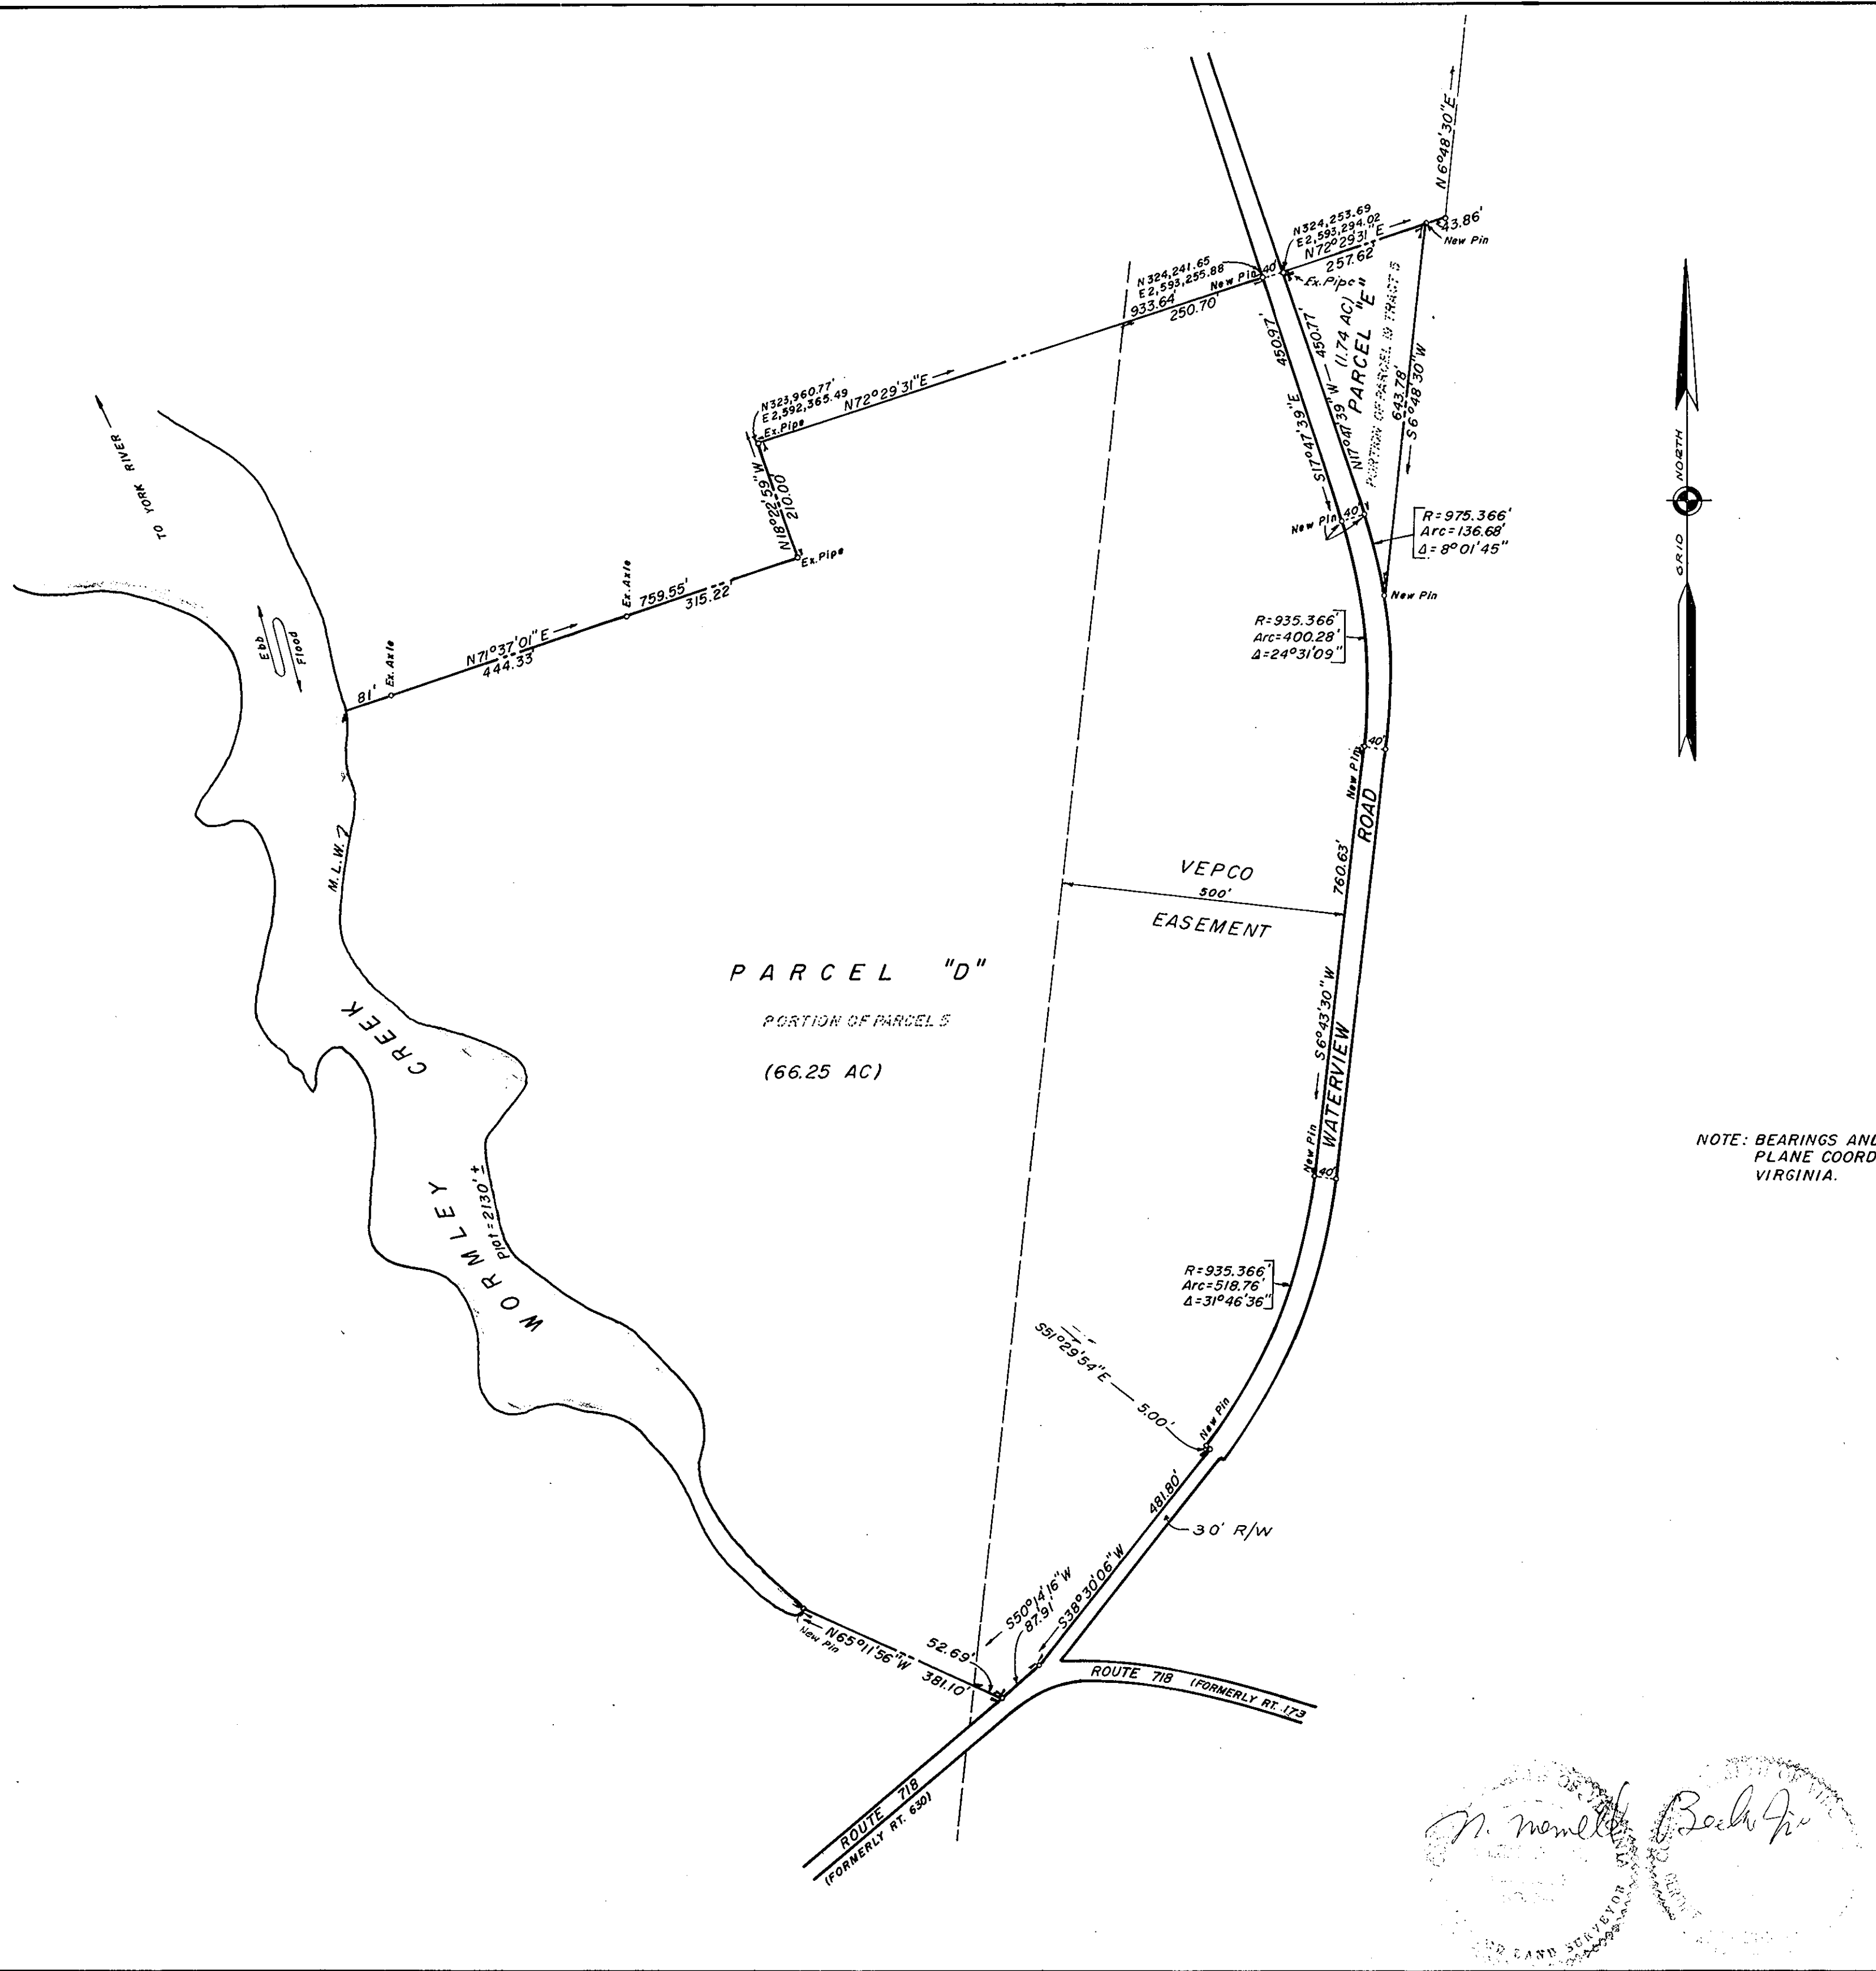 N 6°48'30"E
N324,253.69
E2,593,294.02
N72°29'31"E
257.62'
43.86'
New Pin
N324,241.65
E2,593,255.88
New Pin
40'
Ex.Pipe
933.64'
250.70'
450.97'
S17°47'39"E
450.77'
N17°47'39"W
(1.74 AC)
PARCEL "E"
PORTION OF PARCEL 19 TRACT 5
643.78'
S6°48'30"W
N323,960.77'
E2,592,365.49
Ex.Pipe
N72°29'31"E
N18°22'59"W
210.00
Ex.Pipe
TO YORK RIVER
GRID NORTH
New Pin
40'
R=975.366'
Arc=136.68'
Δ=8°01'45"
New Pin
Ex.Axle
759.55'
315.22'
R=935.366'
Arc=400.28'
Δ=24°31'09"
Ebb
Flood
81'
Ex.Axle
N71°37'01"E
444.33'
New Pin
40'
ROAD
M.L.W.
760.63'
VEPCO
500'
EASEMENT
PARCEL "D"
PORTION OF PARCEL 5
(66.25 AC)
S6°43'30"W
WATERVIEW
CREEK
NOTE: BEARINGS AND
PLANE COORD
VIRGINIA.
New Pin
40'
WORMLEY
Plat=2130'±
R=935.366'
Arc=518.76'
Δ=31°46'36"
S51°29'54"E
5.00'
New Pin
481.80'
30' R/W
S38°30'06"W
S50°14'16"W
87.91'
New Pin
N65°11'56"W
52.69'
381.10'
ROUTE 718 (FORMERLY RT. 173
ROUTE 718
(FORMERLY RT. 630)
LAND SURVEYOR